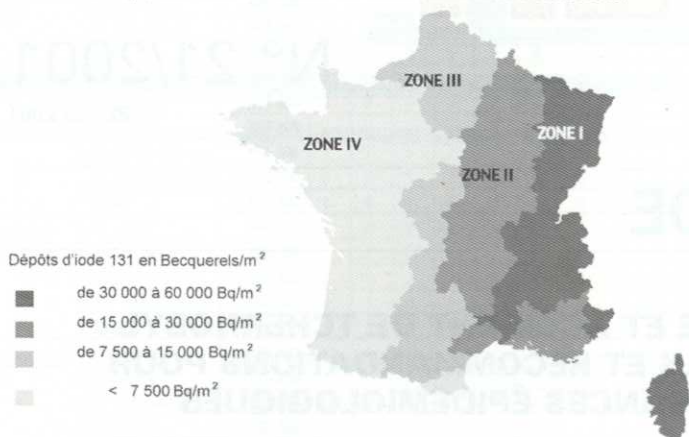 ZONE III
ZONE I
ZONE IV
ZONE II
Dépôts d'iode 131 en Becquerels/m²
de 30 000 à 60 000 Bq/m²
de 15 000 à 30 000 Bq/m²
de 7 500 à 15 000 Bq/m²
< 7 500 Bq/m²